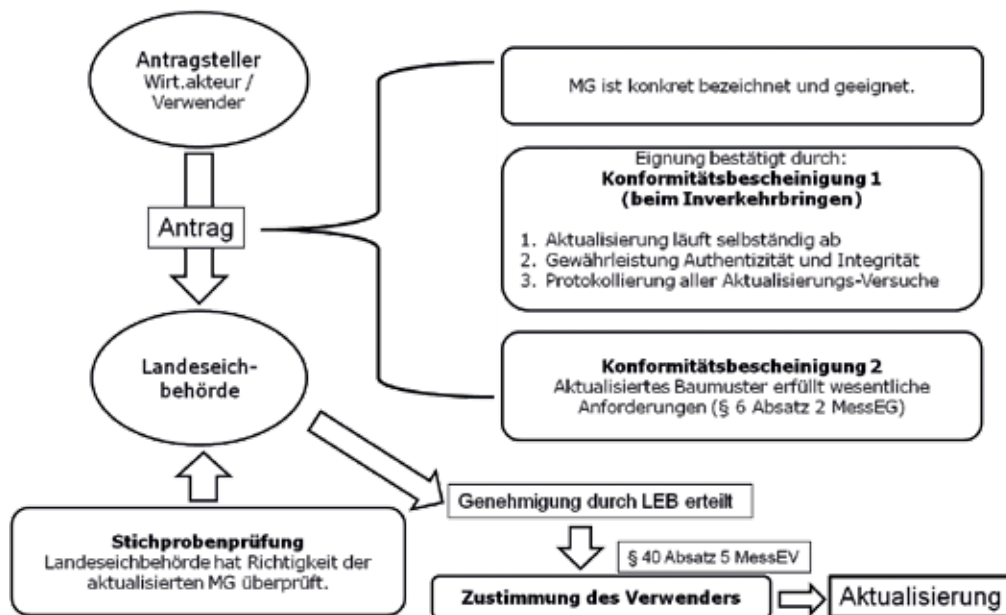 Antragsteller
Wirt.akteur /
Verwender
Antrag
Landeseich-
behörde
MG ist konkret bezeichnet und geeignet.
Eignung bestätigt durch:
Konformitätsbescheinigung 1
(beim Inverkehrbringen)
1. Aktualisierung läuft selbständig ab
2. Gewährleistung Authentizität und Integrität
3. Protokollierung aller Aktualisierungs-Versuche
Konformitätsbescheinigung 2
Aktualisiertes Baumuster erfüllt wesentliche
Anforderungen (§ 6 Absatz 2 MessEG)
Stichprobenprüfung
Landeseichbehörde hat Richtigkeit der
aktualisierten MG überprüft.
Genehmigung durch LEB erteilt
§ 40 Absatz 5 MessEV
Zustimmung des Verwenders
Aktualisierung